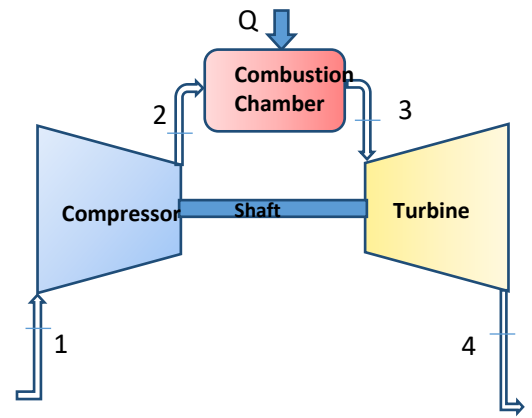 Q
Combustion
Chamber
2
3
Compressor
Shaft
Turbine
1
4